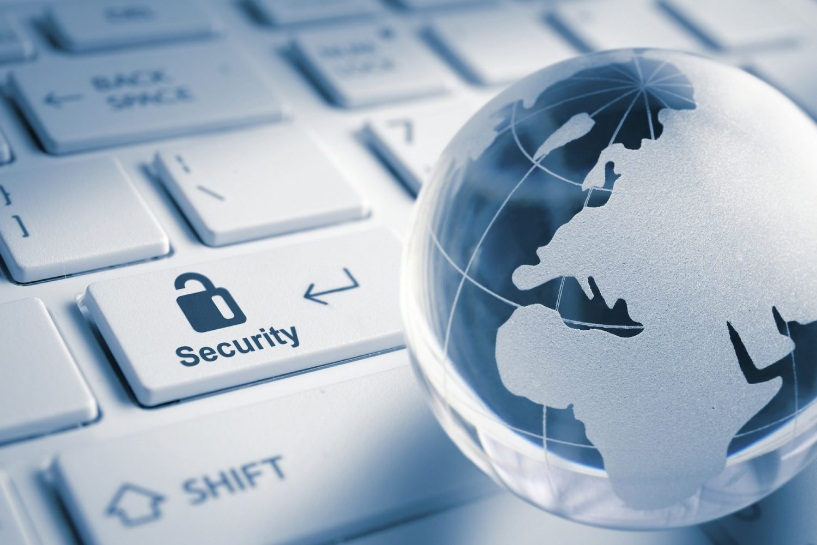 BACK
SPACE
7
}
]
\
Security
SHIFT